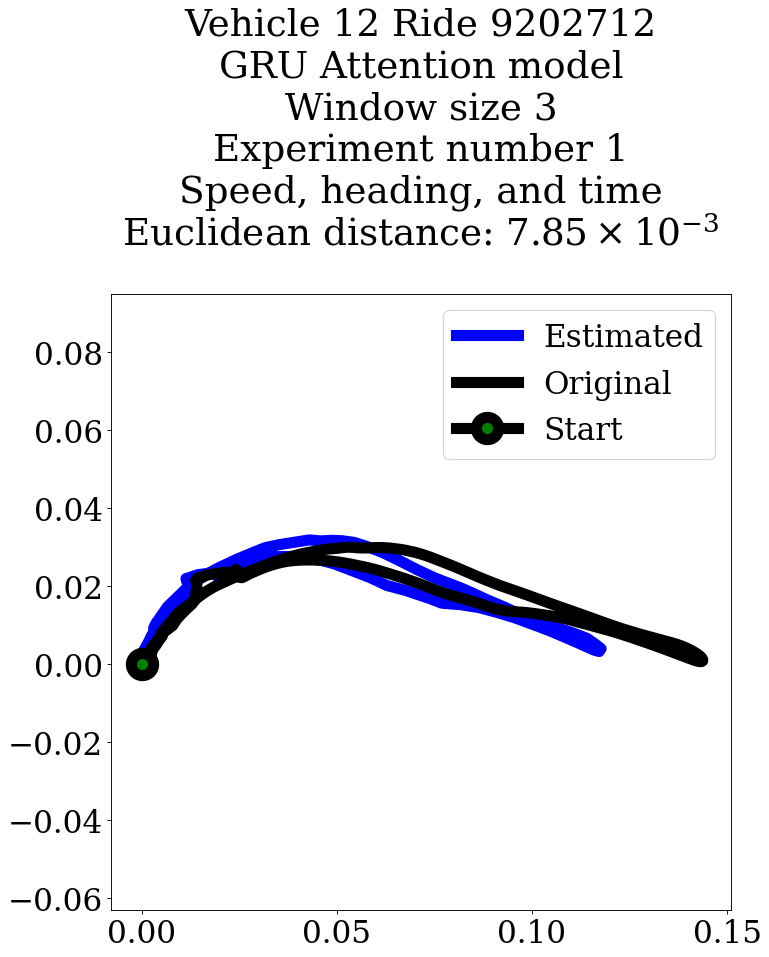 Vehicle 12 Ride 9202712
GRU Attention model
Window size 3
Experiment number 1
Speed, heading, and time
Euclidean distance: 7.85 × 10⁻³
Estimated
Original
Start
0.08
0.06
0.04
0.02
0.00
−0.02
−0.04
−0.06
0.00 0.05 0.10 0.15